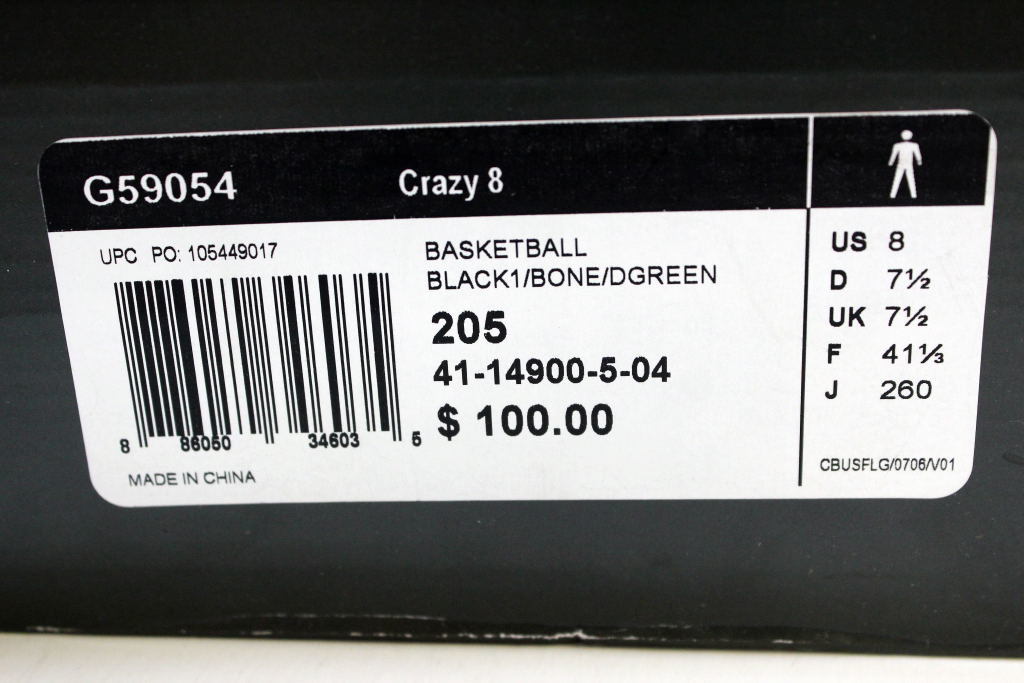 G59054 Crazy 8
UPC PO: 105449017
8 86050 34603 5
MADE IN CHINA
BASKETBALL
BLACK1/BONE/DGREEN
205
41-14900-5-04
$ 100.00
US 8
D 7½
UK 7½
F 41⅓
J 260
CBUSFLG/0706/V01